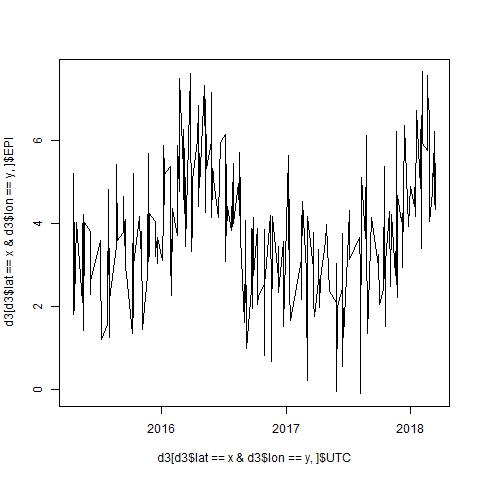 d3[d3$lat == x & d3$lon == y, ]$EPI
6
4
2
0
2016 2017 2018
d3[d3$lat == x & d3$lon == y, ]$UTC